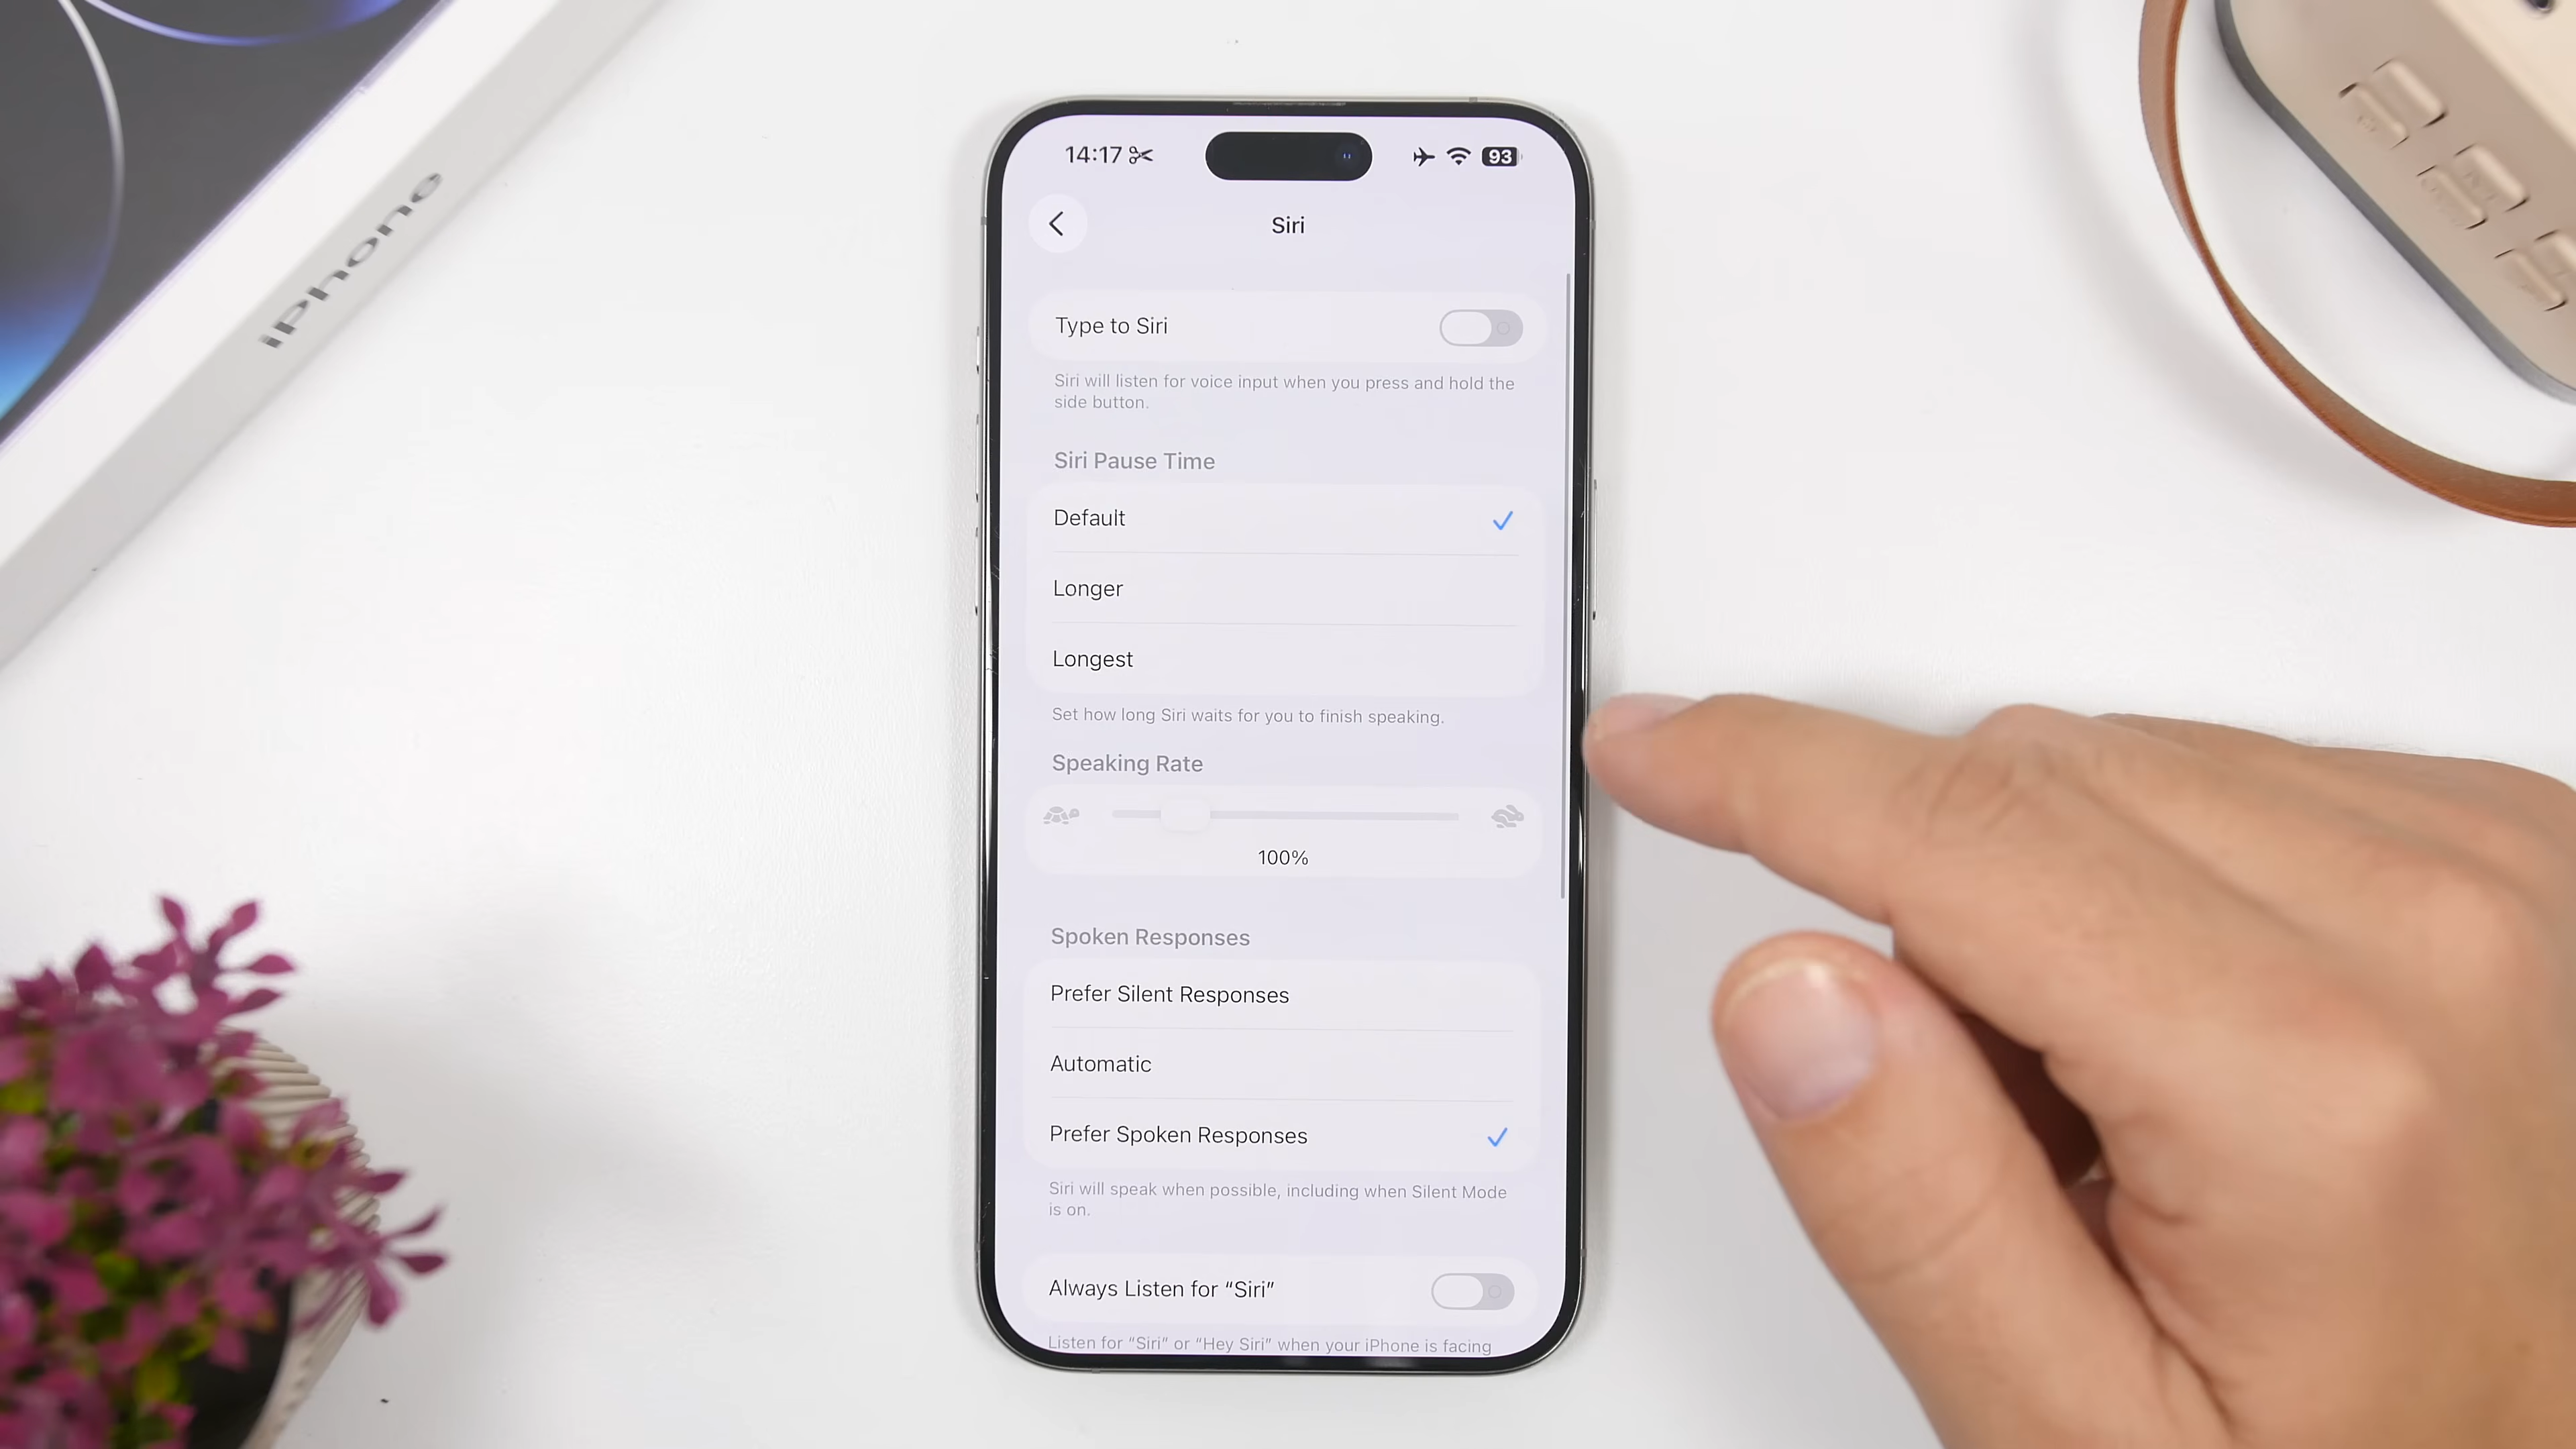 iPhone
14:17
93
Siri
Type to Siri
Siri will listen for voice input when you press and hold the
side button.
Siri Pause Time
Default
Longer
Longest
Set how long Siri waits for you to finish speaking.
Speaking Rate
100%
Spoken Responses
Prefer Silent Responses
Automatic
Prefer Spoken Responses
Siri will speak when possible, including when Silent Mode
is on.
Always Listen for “Siri”
Listen for “Siri” or “Hey Siri” when your iPhone is facing